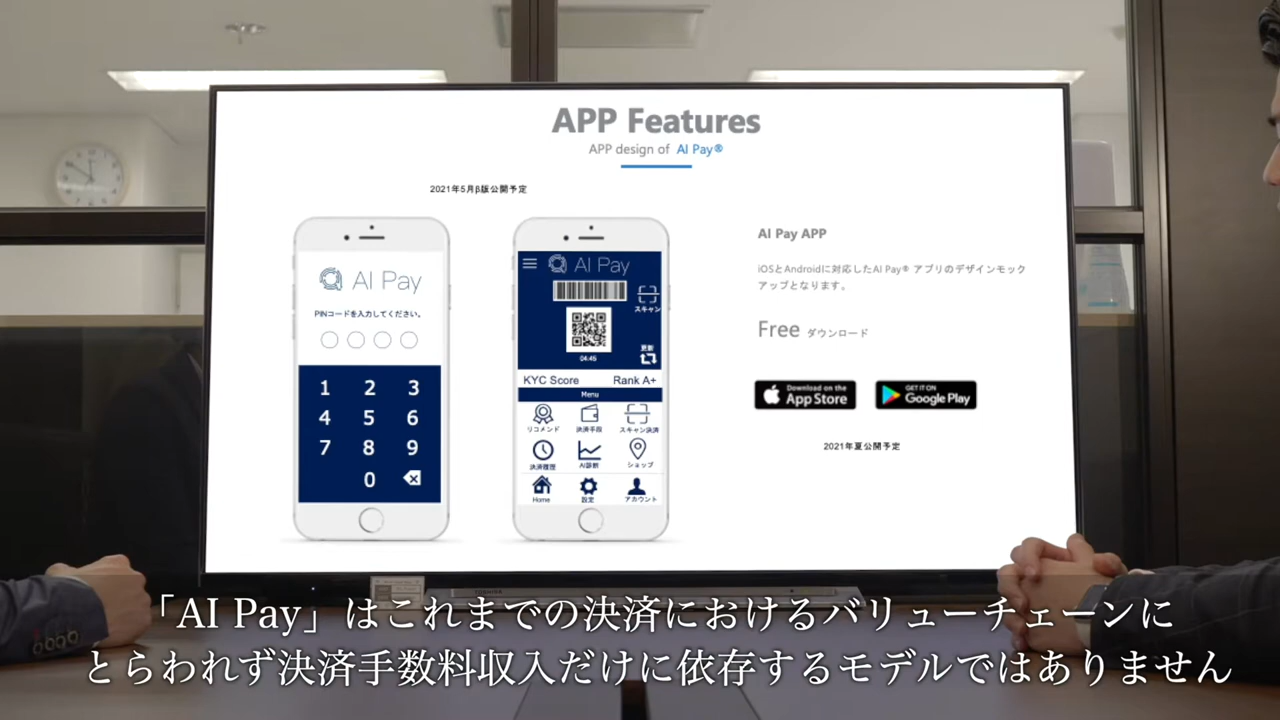 APP Features
APP design of AI Pay®
2021年5月β版公開予定
AI Pay
PINコードを入力してください。
1 2 3
4 5 6
7 8 9
0
AI Pay
スキャン
更新
04:45
KYC Score Rank A+
Menu
リコメンド 決済手段 スキャン決済
決済履歴 AI診断 ショップ
Home 設定 アカウント
AI Pay APP
iOSとAndroidに対応したAI Pay® アプリのデザインモック
アップとなります。
Free ダウンロード
Download on the
App Store
GET IT ON
Google Play
2021年夏公開予定
TOSHIBA
「AI Pay」はこれまでの決済におけるバリューチェーンに
とらわれず決済手数料収入だけに依存するモデルではありません